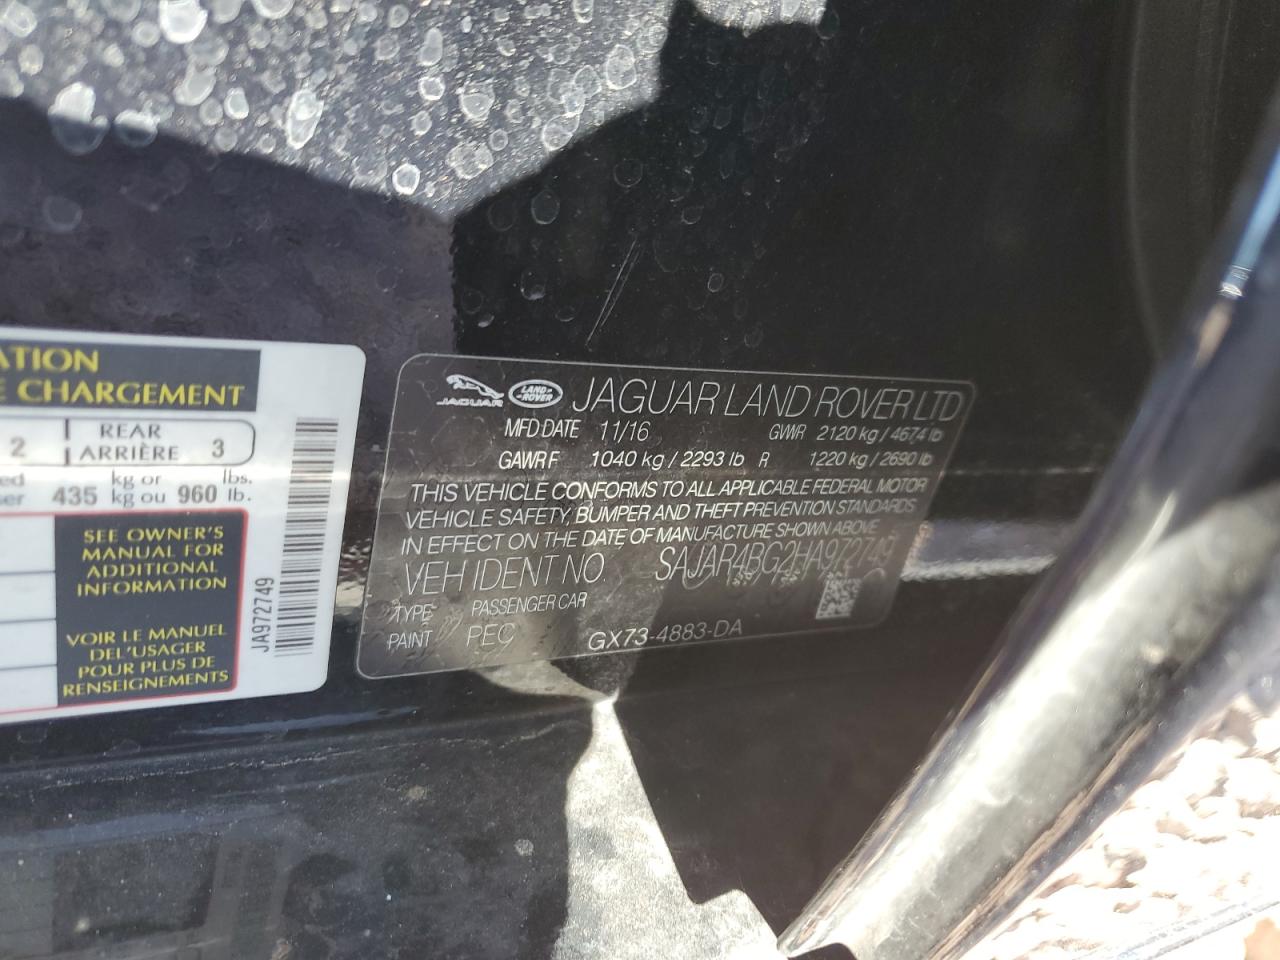 ATION
E CHARGEMENT
2 REAR
ARRIÈRE 3
kg or lbs.
435 kg ou 960 lb.
SEE OWNER'S
MANUAL FOR
ADDITIONAL
INFORMATION
VOIR LE MANUEL
DE L'USAGER
POUR PLUS DE
RENSEIGNEMENTS
JA972749
JAGUAR LAND ROVER JAGUAR LAND ROVER LTD
MFD DATE 11/16 GVWR 2120 kg / 4674 lb
GAWR F 1040 kg / 2293 lb R 1220 kg / 2690 lb
THIS VEHICLE CONFORMS TO ALL APPLICABLE FEDERAL MOTOR
VEHICLE SAFETY, BUMPER AND THEFT PREVENTION STANDARDS
IN EFFECT ON THE DATE OF MANUFACTURE SHOWN ABOVE
VEH IDENT NO. SAJAR4BG2HA972749
TYPE PASSENGER CAR
PAINT PEC GX73-4883-DA